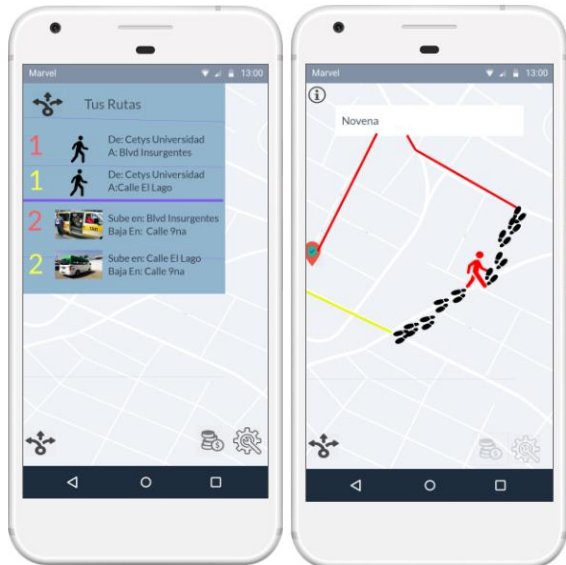 Marvel
13:00
Tus Rutas
1
De: Cetys Universidad
A: Blvd Insurgentes
1
De: Cetys Universidad
A:Calle El Lago
2
Sube en: Blvd Insurgentes
Baja En: Calle 9na
2
Sube en: Calle El Lago
Baja En: Calle 9na
Marvel
13:00
Novena